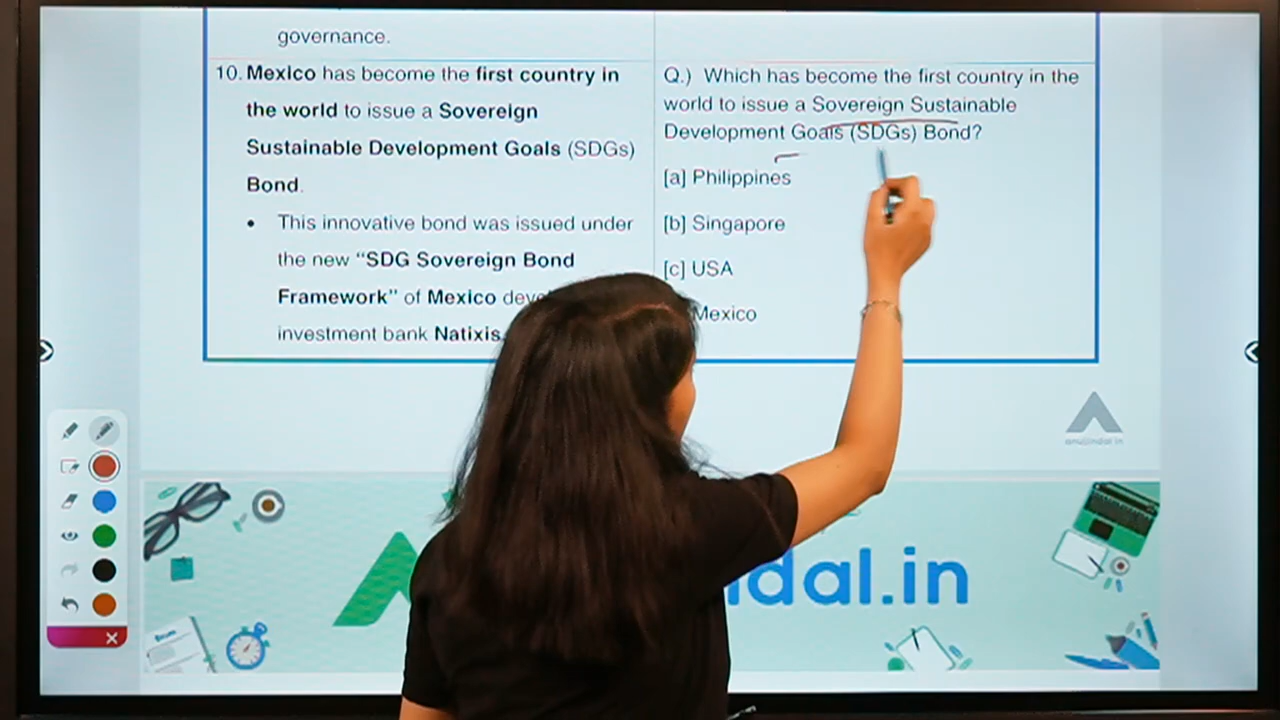 governance.
10. Mexico has become the first country in
the world to issue a Sovereign
Sustainable Development Goals (SDGs)
Bond.
• This innovative bond was issued under
the new “SDG Sovereign Bond
Framework” of Mexico
investment bank Natixis
Q.) Which has become the first country in the
world to issue a Sovereign Sustainable
Development Goals (SDGs) Bond?
[a] Philippines
[b] Singapore
[c] USA
Mexico
anujjindal.in
dal.in